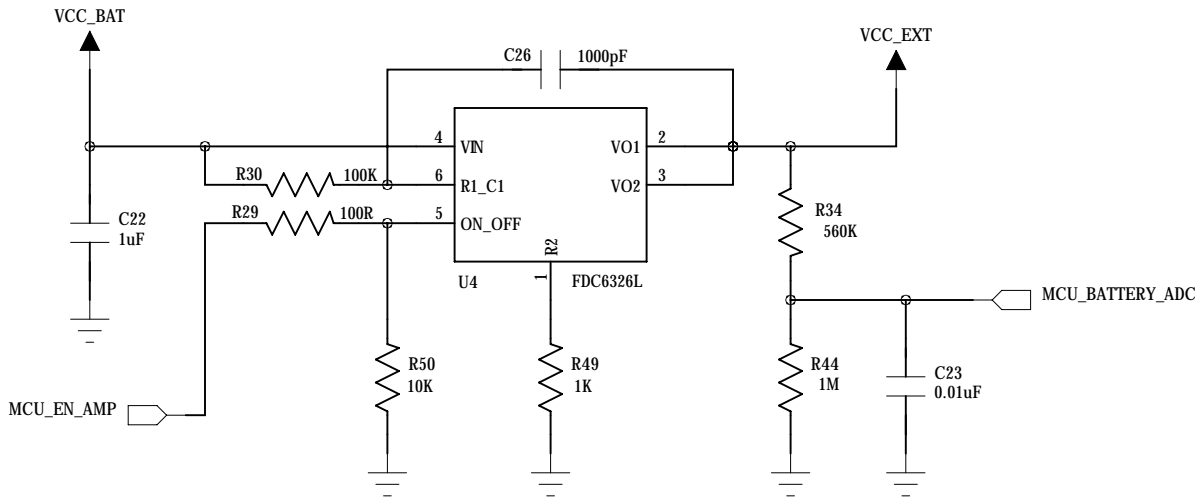 VCC_BAT
VCC_EXT
C26
1000pF
4
VIN
VO1
2
R30
100K
6
R1_C1
VO2
3
R29
100R
5
ON_OFF
C22
1uF
R2
1
U4
FDC6326L
R34
560K
MCU_BATTERY_ADC
R50
10K
R49
1K
R44
1M
C23
0.01uF
MCU_EN_AMP